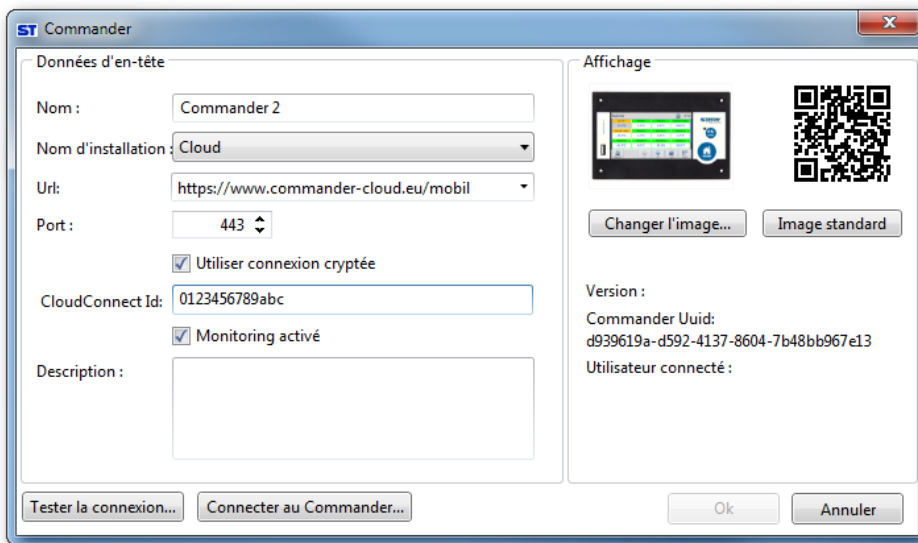 ST Commander
Données d'en-tête
Nom :
Commander 2
Nom d'installation :
Cloud
Url:
https://www.commander-cloud.eu/mobil
Port :
443
Utiliser connexion cryptée
CloudConnect Id:
0123456789abc
Monitoring activé
Description :
Tester la connexion...
Connecter au Commander...
Affichage
Changer l'image...
Image standard
Version :
Commander Uuid:
d939619a-d592-4137-8604-7b48bb967e13
Utilisateur connecté :
Ok
Annuler